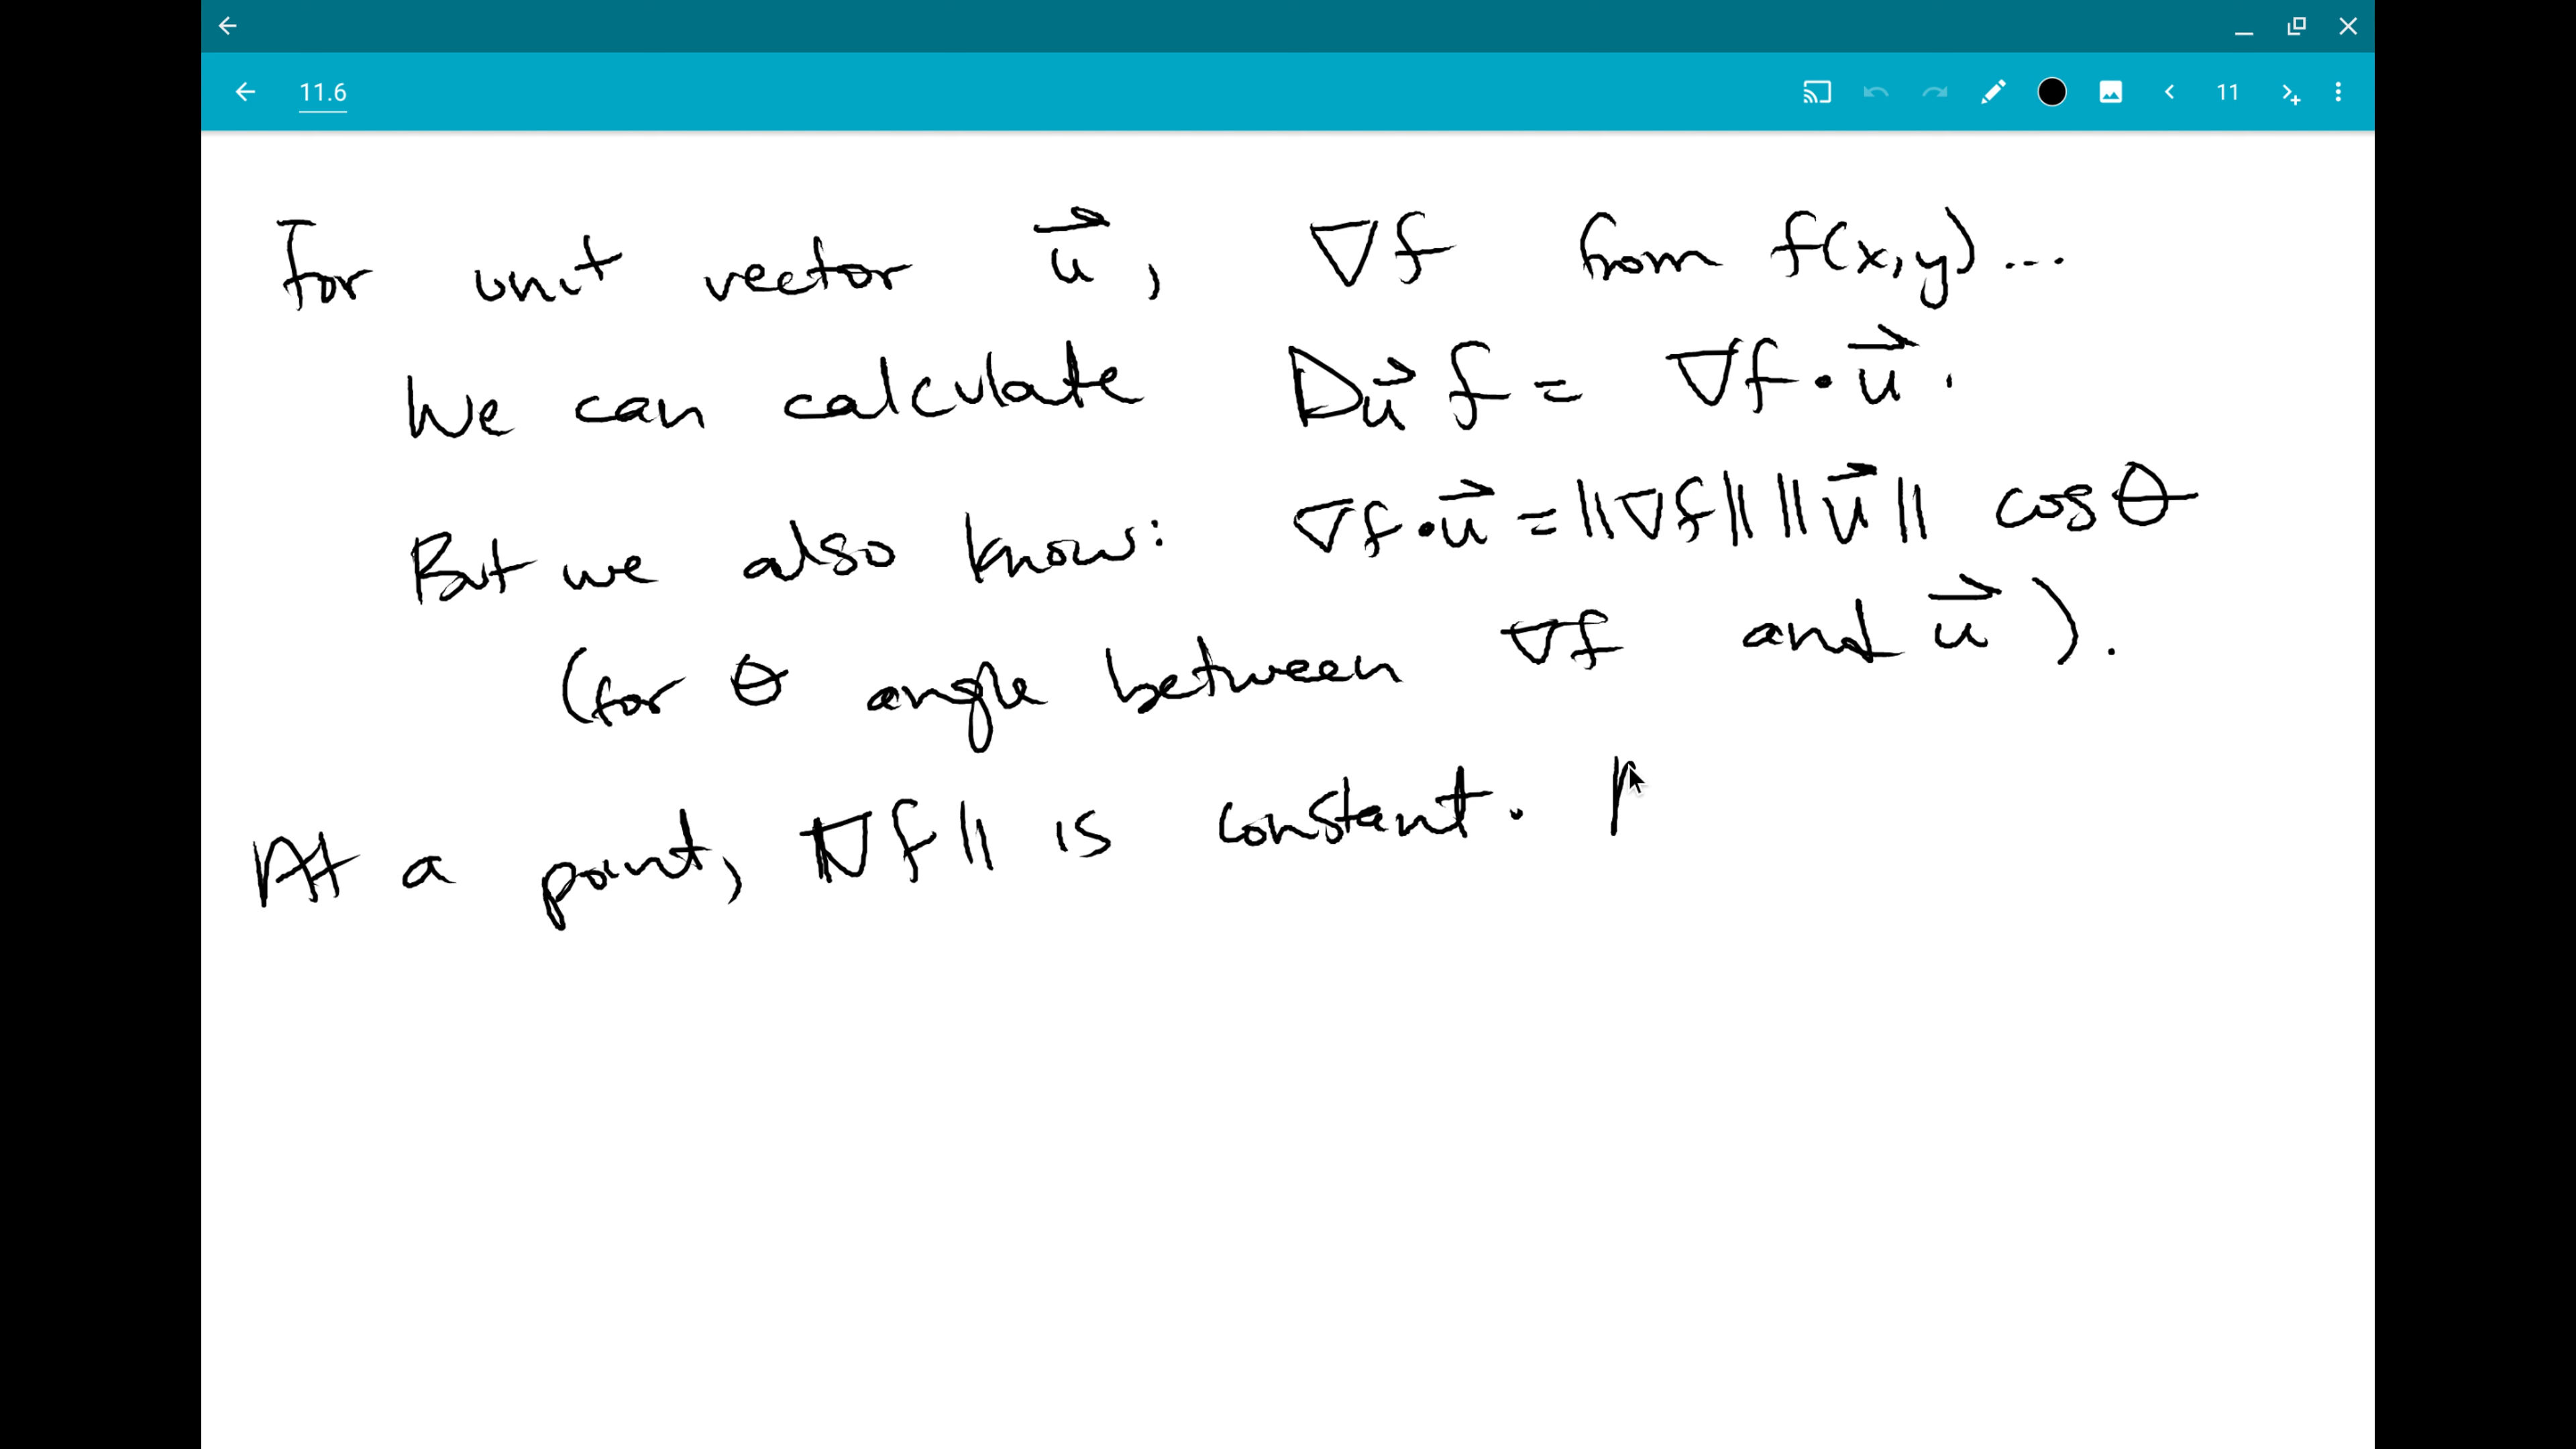 11.6
11
For unit vector u⃗, ∇f from f(x,y)...
We can calculate D_u⃗ f = ∇f • u⃗.
But we also know: ∇f • u⃗ = ||∇f|| ||u⃗|| cos θ
(for θ angle between ∇f and u⃗).
At a point, ||∇f|| is constant.